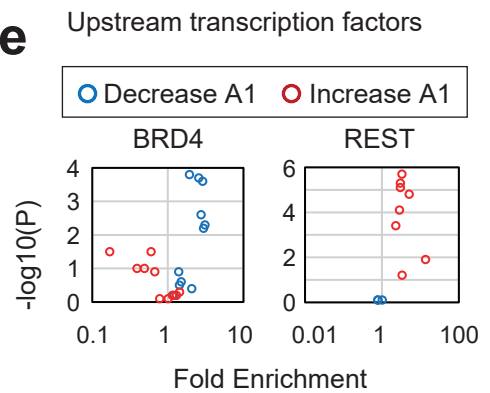 e
Upstream transcription factors
Decrease A1 Increase A1
BRD4 REST
-log10(P)
4
3
2
1
0
6
4
2
0
0.1 1 10 0.01 1 100
Fold Enrichment